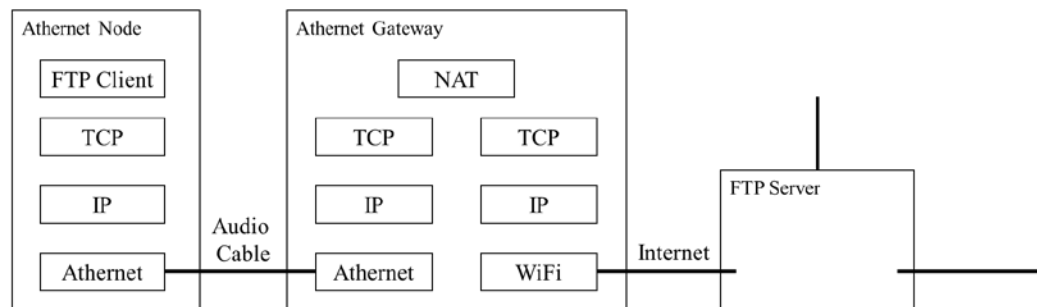 Athernet Node
FTP Client
TCP
IP
Athernet
Audio
Cable
Athernet Gateway
NAT
TCP
TCP
IP
IP
Athernet
WiFi
Internet
FTP Server